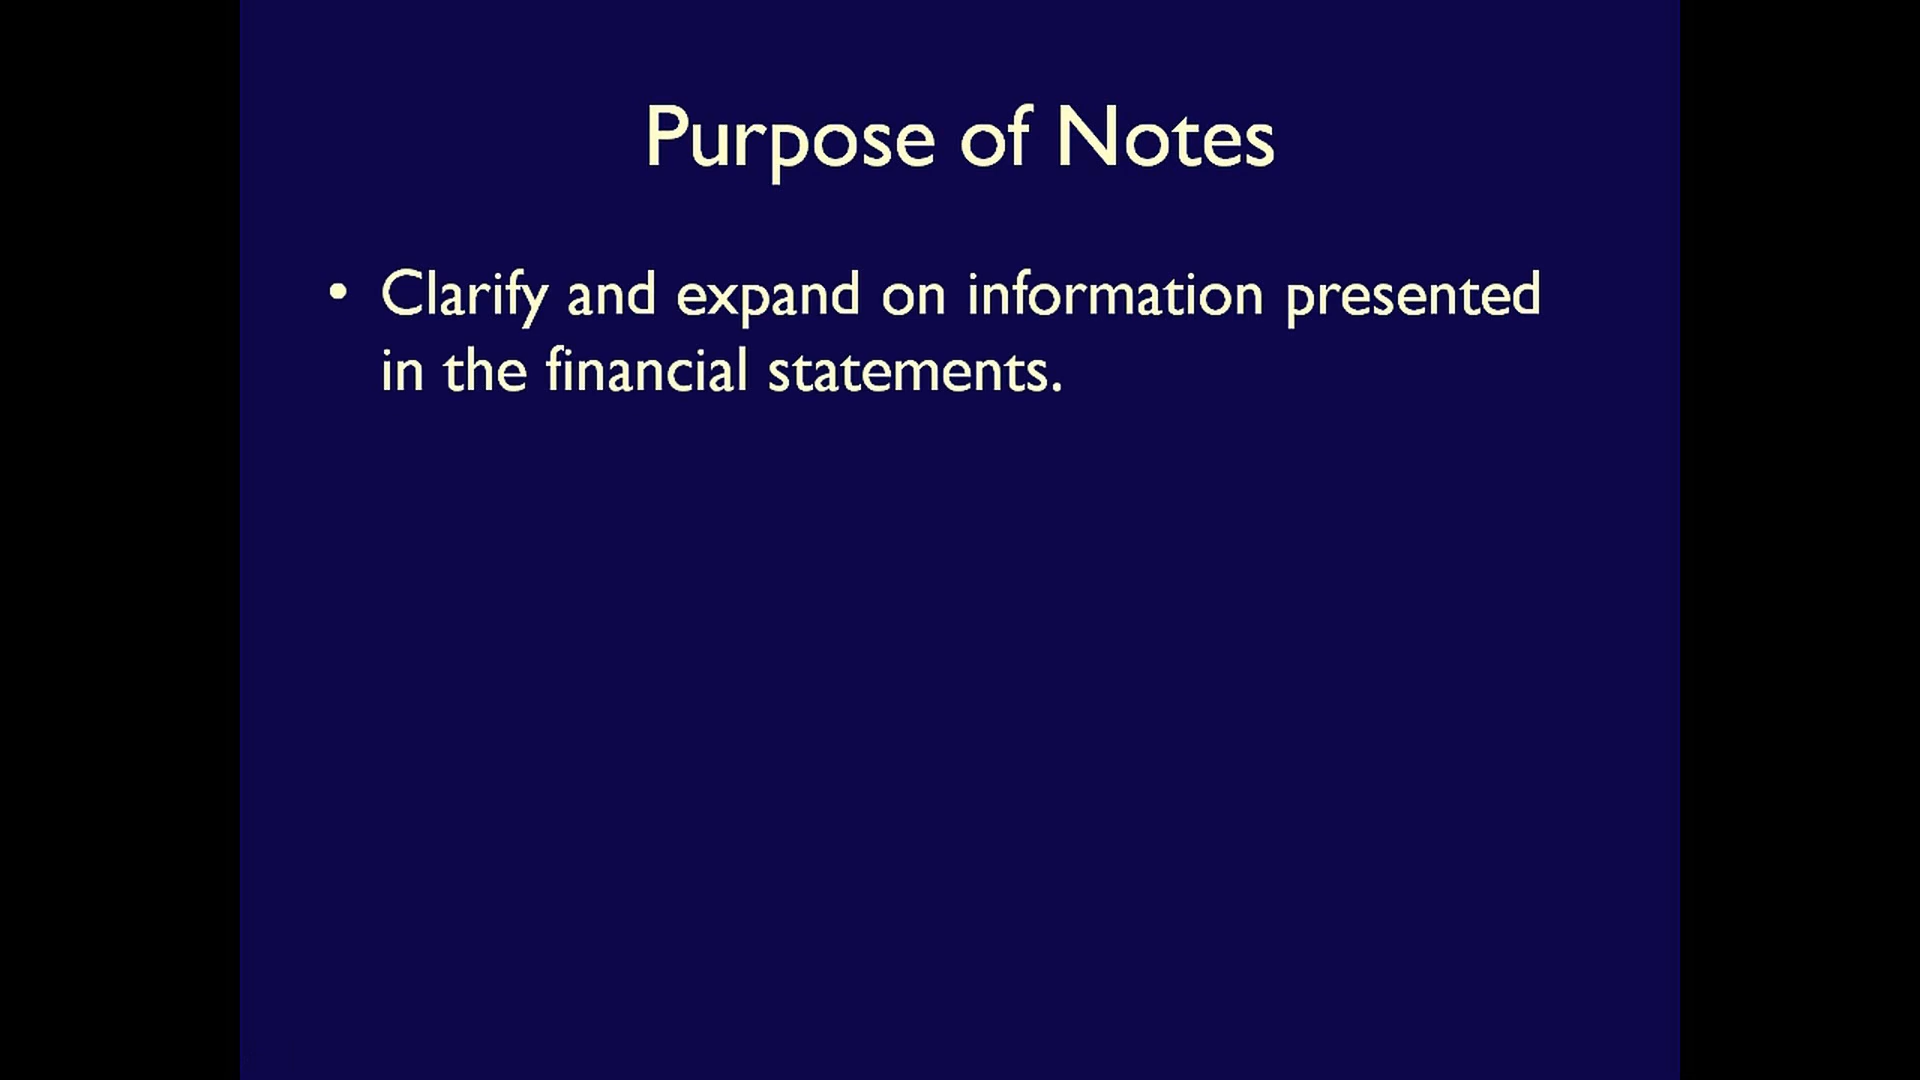 Purpose of Notes
• Clarify and expand on information presented
in the financial statements.